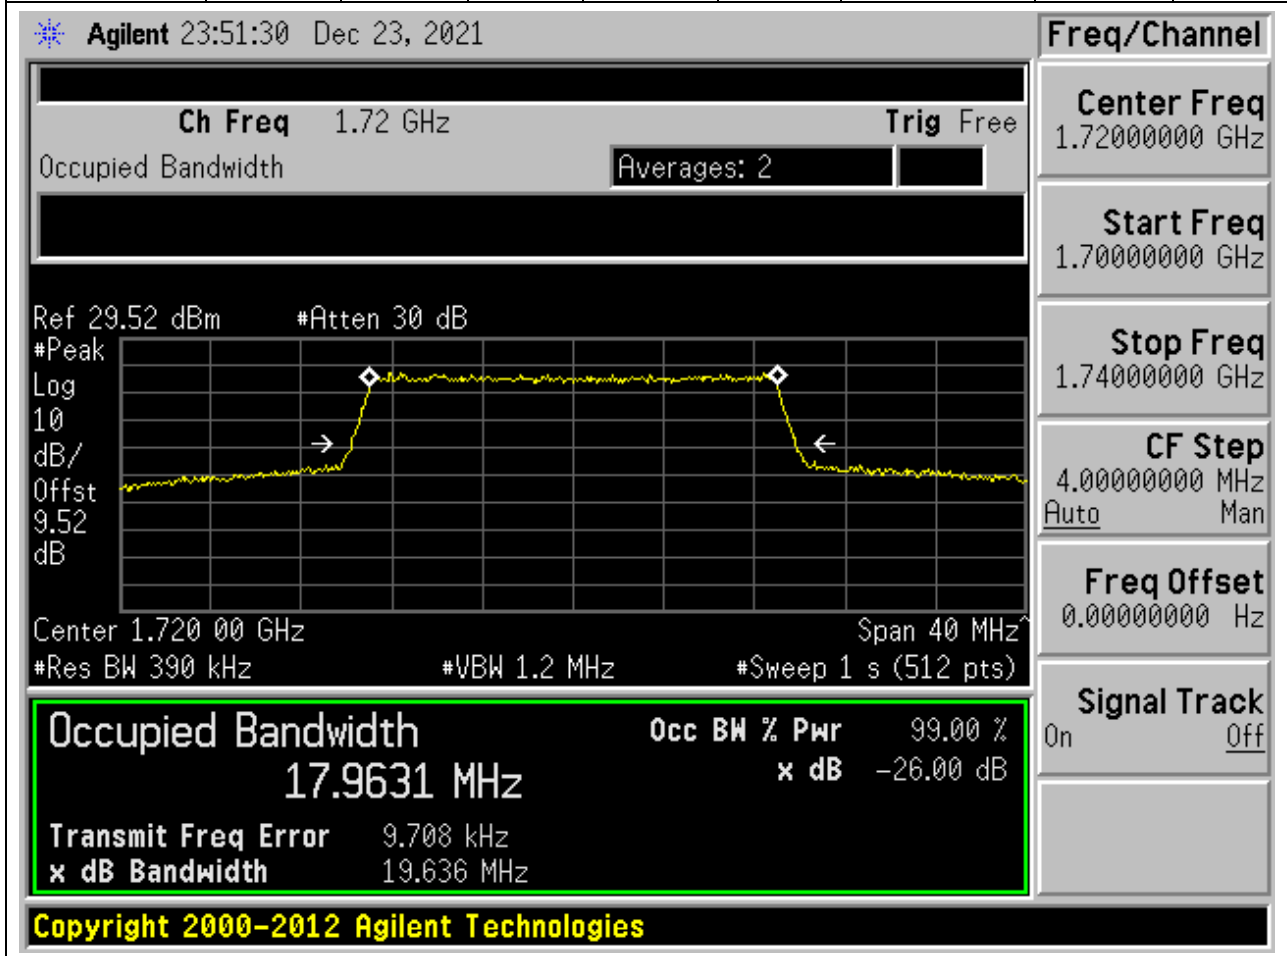 Agilent 23:51:30 Dec 23, 2021
Freq/Channel
Ch Freq 1.72 GHz Trig Free
Occupied Bandwidth Averages: 2
Center Freq
1.72000000 GHz
Start Freq
1.70000000 GHz
Stop Freq
1.74000000 GHz
CF Step
4.00000000 MHz
Auto Man
Freq Offset
0.00000000 Hz
Signal Track
On Off
Ref 29.52 dBm #Atten 30 dB
#Peak
Log
10
dB/
Offst
9.52
dB
Center 1.720 00 GHz Span 40 MHz^
#Res BW 390 kHz #VBW 1.2 MHz #Sweep 1 s (512 pts)
Occupied Bandwidth Occ BW % Pwr 99.00 %
17.9631 MHz x dB -26.00 dB
Transmit Freq Error 9.708 kHz
x dB Bandwidth 19.636 MHz
Copyright 2000-2012 Agilent Technologies